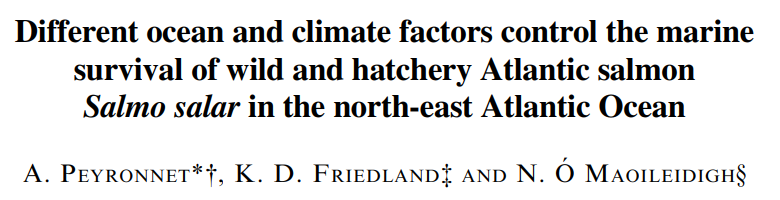 Different ocean and climate factors control the marine
survival of wild and hatchery Atlantic salmon
Salmo salar in the north-east Atlantic Ocean
A. PEYRONNET*†, K. D. FRIEDLAND‡ AND N. Ó MAOILEIDIGH§